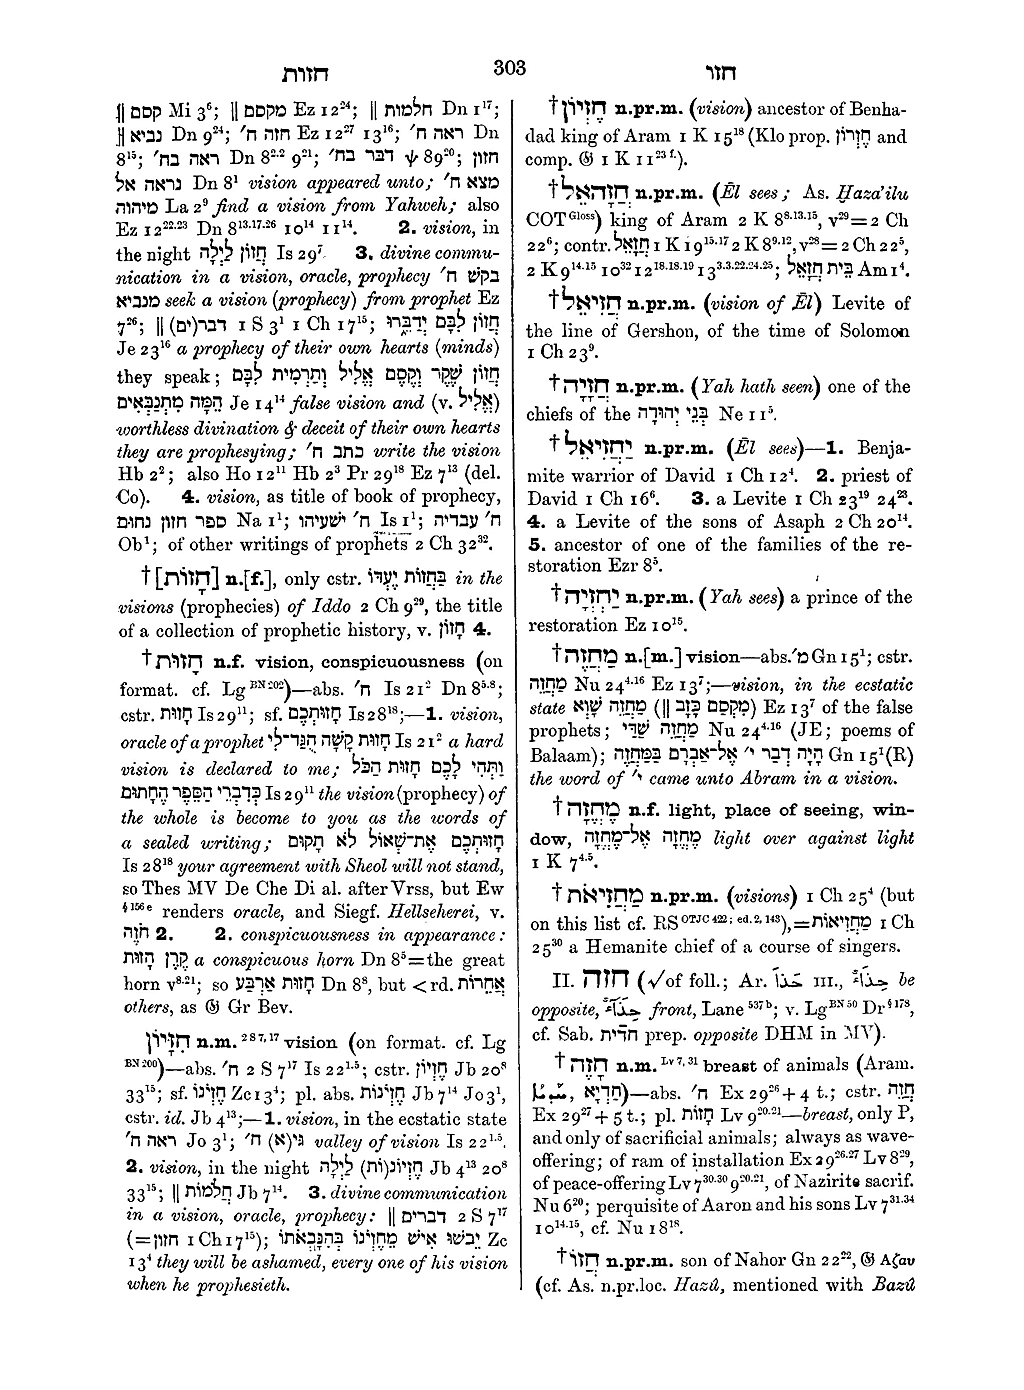 חזות
303
חזו
‖ קסם Mi 3⁶; ‖ מקסם Ez 12²⁴; ‖ חלמות Dn 1¹⁷;
‖ נביא Dn 9²⁴; חזה ח׳ Ez 12²⁷ 13¹⁶; ראה ח׳ Dn
8¹⁵; ראה בח׳ Dn 8²·² 9²¹; דבר בח׳ ψ 89²⁰; חזון
נראה אל Dn 8¹ vision appeared unto; מצא ח׳
מיהוה La 2⁹ find a vision from Yahweh; also
Ez 12²²·²³ Dn 8¹³·¹⁷·²⁶ 10¹⁴ 11¹⁴. 2. vision, in
the night חֲזוֹן לַיְלָה Is 29⁷. 3. divine commu-
nication in a vision, oracle, prophecy בקש ח׳
מנביא seek a vision (prophecy) from prophet Ez
7²⁶; ‖ דבר(ים) 1 S 3¹ 1 Ch 17¹⁵; חֲזוֹן לִבָּם יְדַבֵּרוּ
Je 23¹⁶ a prophecy of their own hearts (minds)
they speak; חֲזוֹן שֶׁקֶר וְקֶסֶם אֱלִיל וְתַרְמִית לִבָּם
הֵמָּה מִתְנַבְּאִים Je 14¹⁴ false vision and (v. אֱלִיל)
worthless divination & deceit of their own hearts
they are prophesying; כתב ח׳ write the vision
Hb 2²; also Ho 12¹¹ Hb 2³ Pr 29¹⁸ Ez 7¹³ (del.
Co). 4. vision, as title of book of prophecy,
ספר חזון נחום Na 1¹; ח׳ ישעיהו Is 1¹; ח׳ עבדיה
Ob¹; of other writings of prophets 2 Ch 32³².
†[חָזוֹת] n.[f.], only cstr. בַּחֲזוֹת יֶעְדּוֹ in the
visions (prophecies) of Iddo 2 Ch 9²⁹, the title
of a collection of prophetic history, v. חָזוֹן 4.
†חָזוּת n.f. vision, conspicuousness (on
format. cf. Lg BN 202)—abs. ח׳ Is 21² Dn 8⁵·⁸;
cstr. חָזוּת Is 29¹¹; sf. חָזוּתְכֶם Is 28¹⁸;—1. vision,
oracle of a prophet חָזוּת קָשָׁה הֻגַּד־לִי Is 21² a hard
vision is declared to me; וַתְּהִי לָכֶם חָזוּת הַכֹּל
כְּדִבְרֵי הַסֵּפֶר הֶחָתוּם Is 29¹¹ the vision (prophecy) of
the whole is become to you as the words of
a sealed writing; חָזוּתְכֶם אֶת־שְׁאוֹל לֹא תָקוּם
Is 28¹⁸ your agreement with Sheol will not stand,
so Thes MV De Che Di al. after Vrss, but Ew
§ 156 e renders oracle, and Siegf. Hellseherei, v.
חֹזֶה 2. 2. conspicuousness in appearance:
קֶרֶן חָזוּת a conspicuous horn Dn 8⁵=the great
horn v⁸·²¹; so חָזוּת אַרְבַּע Dn 8⁸, but < rd. אֲחֵרוֹת
others, as 𝔊 Gr Bev.
חִזָּיוֹן n.m. 2 S 7, 17 vision (on format. cf. Lg
BN 200)—abs. ח׳ 2 S 7¹⁷ Is 22¹·⁵; cstr. חֶזְיוֹן Jb 20⁸
33¹⁵; sf. חֶזְיֹנוֹ Zc 13⁴; pl. abs. חֶזְיֹנוֹת Jb 7¹⁴ Jo 3¹,
cstr. id. Jb 4¹³;—1. vision, in the ecstatic state
ראה ח׳ Jo 3¹; גי(א) ח׳ valley of vision Is 22¹·⁵.
2. vision, in the night חֶזְיוֹנ(וֹת) לַיְלָה Jb 4¹³ 20⁸
33¹⁵; ‖ חֲלֹמוֹת Jb 7¹⁴. 3. divine communication
in a vision, oracle, prophecy: ‖ דברים 2 S 7¹⁷
(= חזון 1 Ch 17¹⁵); יֵבשׁוּ אִישׁ מֵחֶזְיֹנוֹ בְּהִנָּבְאֹתוֹ Zc
13⁴ they will be ashamed, every one of his vision
when he prophesieth.
†חֶזְיוֹן n.pr.m. (vision) ancestor of Benha-
dad king of Aram 1 K 15¹⁸ (Klo prop. חֶזְרוֹן and
comp. 𝔊 1 K 11²³ ᶠ·).
†חֲזָהאֵל n.pr.m. (Ēl sees; As. Ḫaza'ilu
COT Gloss) king of Aram 2 K 8⁸·¹³·¹⁵, v²⁹=2 Ch
22⁶; contr. חֲזָאֵל 1 K 19¹⁵·¹⁷ 2 K 8⁹·¹², v²⁸=2 Ch 22⁵,
2 K 9¹⁴·¹⁵ 10³² 12¹⁸·¹⁸·¹⁹ 13³·³·²²·²⁴·²⁵; בֵּית חֲזָאֵל Am 1⁴.
†חֲזִיאֵל n.pr.m. (vision of Ēl) Levite of
the line of Gershon, of the time of Solomon
1 Ch 23⁹.
†חֲזָיָה n.pr.m. (Yah hath seen) one of the
chiefs of the בְּנֵי יְהוּדָה Ne 11⁵.
†יַחֲזִיאֵל n.pr.m. (Ēl sees)—1. Benja-
mite warrior of David 1 Ch 12⁴. 2. priest of
David 1 Ch 16⁶. 3. a Levite 1 Ch 23¹⁹ 24²³.
4. a Levite of the sons of Asaph 2 Ch 20¹⁴.
5. ancestor of one of the families of the re-
storation Ezr 8⁵.
†יַחְזְיָה n.pr.m. (Yah sees) a prince of the
restoration Ez 10¹⁵.
†מַחֲזֶה n.[m.] vision—abs. מ׳ Gn 15¹; cstr.
מַחֲזֵה Nu 24⁴·¹⁶ Ez 13⁷;—vision, in the ecstatic
state מַחֲזֵה שָׁוְא (‖ מִקְסַם כָּזָב) Ez 13⁷ of the false
prophets; מַחֲזֵה שַׁדַּי Nu 24⁴·¹⁶ (JE; poems of
Balaam); הָיָה דְבַר י׳ אֶל־אַבְרָם בַּמַּחֲזֶה Gn 15¹(R)
the word of י׳ came unto Abram in a vision.
†מֶחֱזָה n.f. light, place of seeing, win-
dow, מֶחֱזָה אֶל־מֶחֱזָה light over against light
1 K 7⁴·⁵.
†מַחֲזִיאֹת n.pr.m. (visions) 1 Ch 25⁴ (but
on this list cf. RS OTJC 422; ed. 2, 143), = מַחֲזִיאוֹת 1 Ch
25³⁰ a Hemanite chief of a course of singers.
II. חזה (√ of foll.; Ar. III., be
opposite, front, Lane 537 b; v. Lg BN 50 Dr § 178,
cf. Sab. prep. opposite DHM in MV).
†חָזֶה n.m. Lv 7, 31 breast of animals (Aram.
חַדְיָא)—abs. ח׳ Ex 29²⁶ + 4 t.; cstr. חֲזֵה
Ex 29²⁷ + 5 t.; pl. חָזוֹת Lv 9²⁰·²¹—breast, only P,
and only of sacrificial animals; always as wave-
offering; of ram of installation Ex 29²⁶·²⁷ Lv 8²⁹,
of peace-offering Lv 7³⁰·³⁰ 9²⁰·²¹, of Nazirite sacrif.
Nu 6²⁰; perquisite of Aaron and his sons Lv 7³¹·³⁴
10¹⁴·¹⁵, cf. Nu 18¹⁸.
†חֲזוֹ n.pr.m. son of Nahor Gn 22²², 𝔊 Αζαυ
(cf. As. n.pr.loc. Hazû, mentioned with Bazû